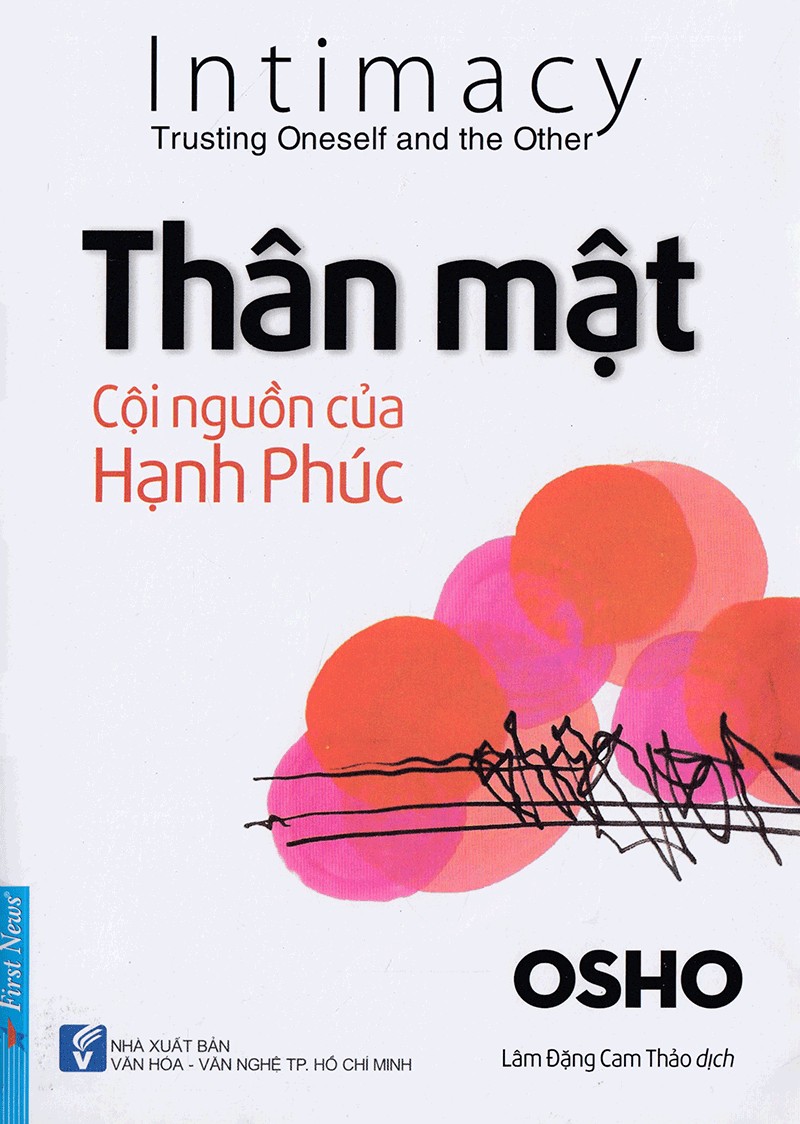 Intimacy
Trusting Oneself and the Other
Thân mật
Cội nguồn của
Hạnh Phúc
First News®
OSHO
NHÀ XUẤT BẢN
VĂN HÓA - VĂN NGHỆ TP. HỒ CHÍ MINH
Lâm Đặng Cam Thảo dịch